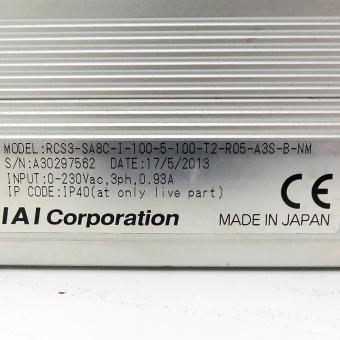 MODEL:RCS3-SA8C-I-100-5-100-T2-R05-A3S-B-NM
S/N:A30297562 DATE:17/5/2013
INPUT:0-230Vac,3ph,0.93A
IP CODE:IP40(at only live part)
CE
IAI Corporation MADE IN JAPAN